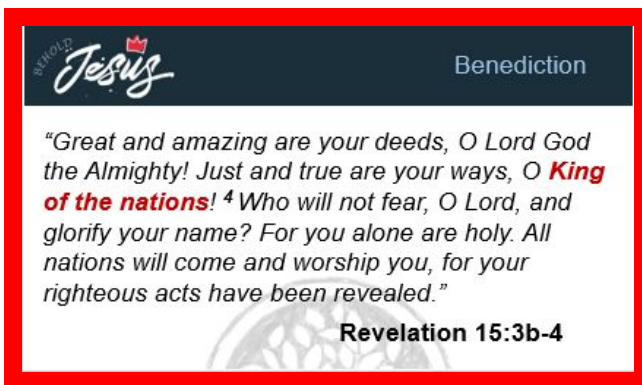 BEHOLD
Jesus
Benediction
“Great and amazing are your deeds, O Lord God
the Almighty! Just and true are your ways, O King
of the nations! 4 Who will not fear, O Lord, and
glorify your name? For you alone are holy. All
nations will come and worship you, for your
righteous acts have been revealed.”
Revelation 15:3b-4